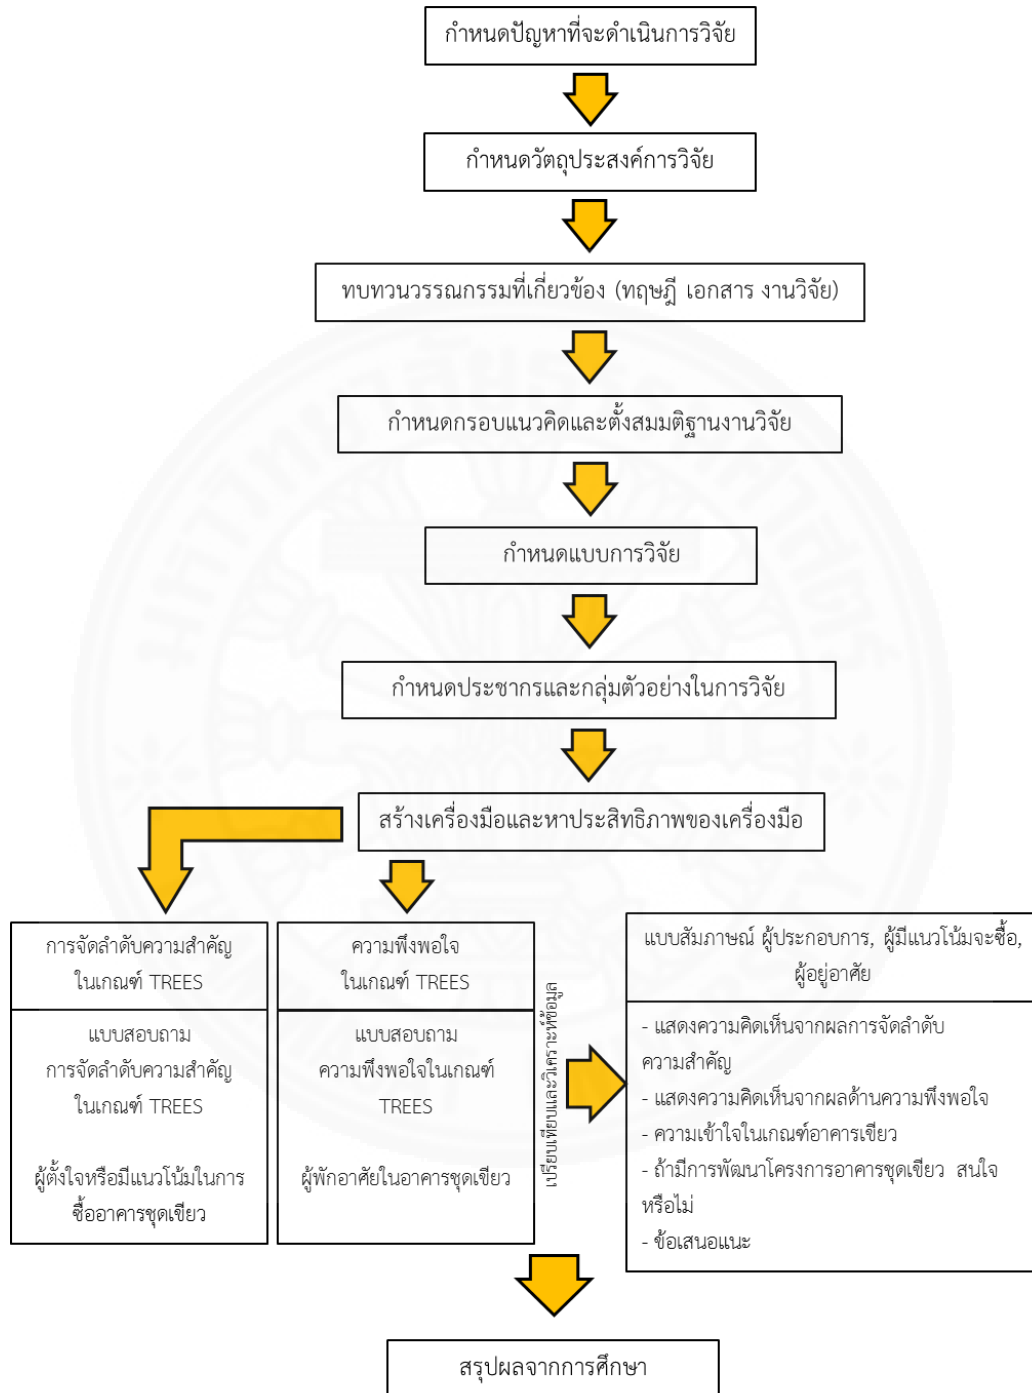 กำหนดปัญหาที่จะดำเนินการวิจัย
กำหนดวัตถุประสงค์การวิจัย
ทบทวนวรรณกรรมที่เกี่ยวข้อง (ทฤษฎี เอกสาร งานวิจัย)
กำหนดกรอบแนวคิดและตั้งสมมติฐานงานวิจัย
กำหนดแบบการวิจัย
กำหนดประชากรและกลุ่มตัวอย่างในการวิจัย
สร้างเครื่องมือและหาประสิทธิภาพของเครื่องมือ
การจัดลำดับความสำคัญ
ในเกณฑ์ TREES
แบบสอบถาม
การจัดลำดับความสำคัญ
ในเกณฑ์ TREES
ผู้ตั้งใจหรือมีแนวโน้มในการ
ซื้ออาคารชุดเขียว
ความพึงพอใจ
ในเกณฑ์ TREES
แบบสอบถาม
ความพึงพอใจในเกณฑ์
TREES
ผู้พักอาศัยในอาคารชุดเขียว
เปรียบเทียบและวิเคราะห์ข้อมูล
แบบสัมภาษณ์ ผู้ประกอบการ, ผู้มีแนวโน้มจะซื้อ,
ผู้อยู่อาศัย
- แสดงความคิดเห็นจากผลการจัดลำดับ
ความสำคัญ
- แสดงความคิดเห็นจากผลด้านความพึงพอใจ
- ความเข้าใจในเกณฑ์อาคารเขียว
- ถ้ามีการพัฒนาโครงการอาคารชุดเขียว สนใจ
หรือไม่
- ข้อเสนอแนะ
สรุปผลจากการศึกษา
มหาวิทยาลัยธรรมศาสตร์